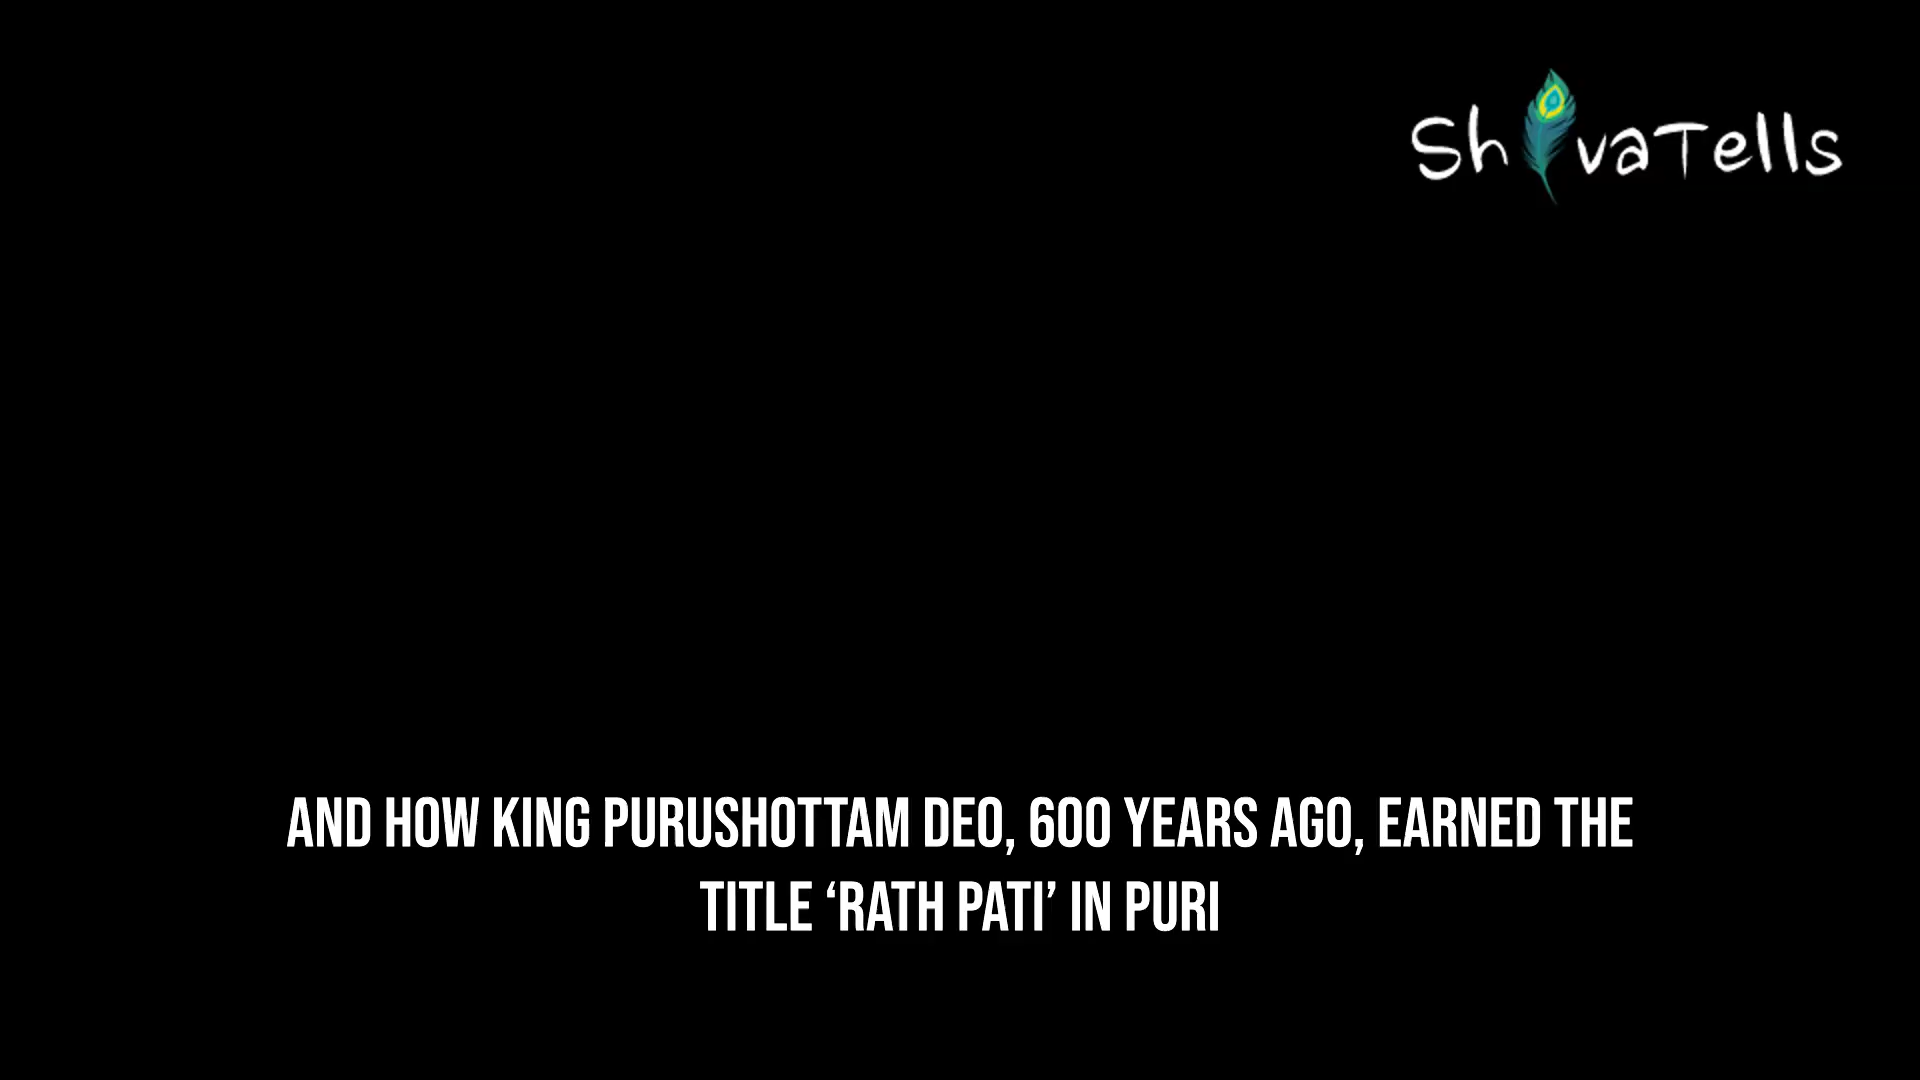 ShivaTells
AND HOW KING PURUSHOTTAM DEO, 600 YEARS AGO, EARNED THE
TITLE ‘RATH PATI’ IN PURI